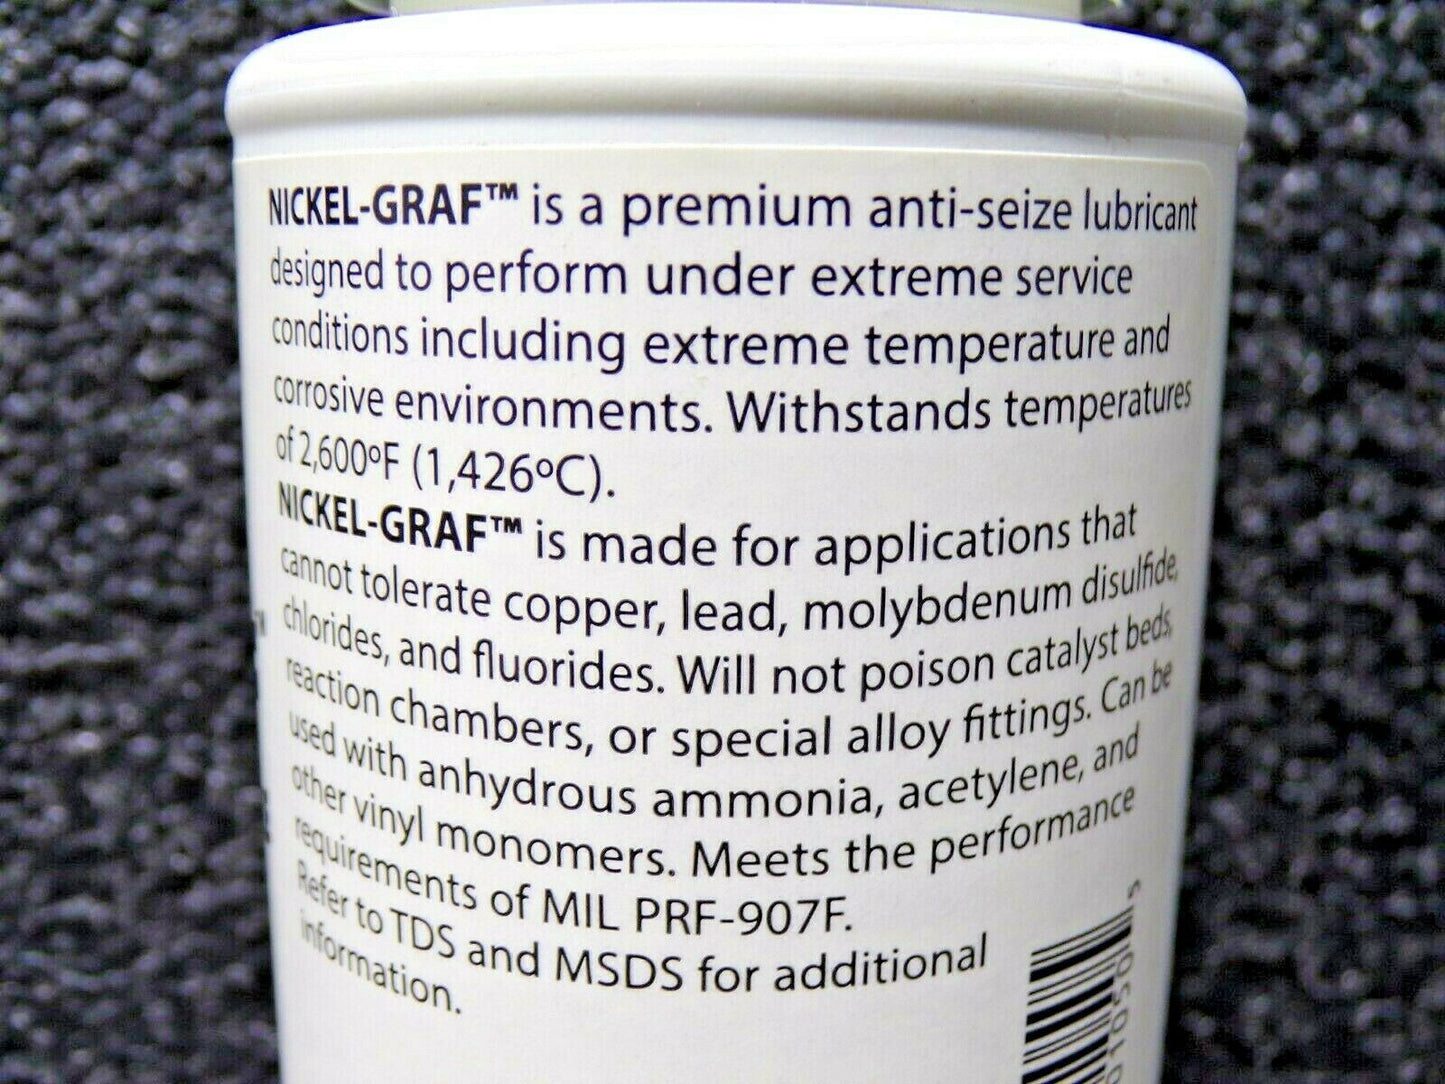 NICKEL-GRAF™ is a premium anti-seize lubricant
designed to perform under extreme service
conditions including extreme temperature and
corrosive environments. Withstands temperatures
of 2,600ºF (1,426ºC).
NICKEL-GRAF™ is made for applications that
cannot tolerate copper, lead, molybdenum disulfide,
chlorides, and fluorides. Will not poison catalyst beds,
reaction chambers, or special alloy fittings. Can be
used with anhydrous ammonia, acetylene, and
other vinyl monomers. Meets the performance
requirements of MIL PRF-907F.
Refer to TDS and MSDS for additional
information.